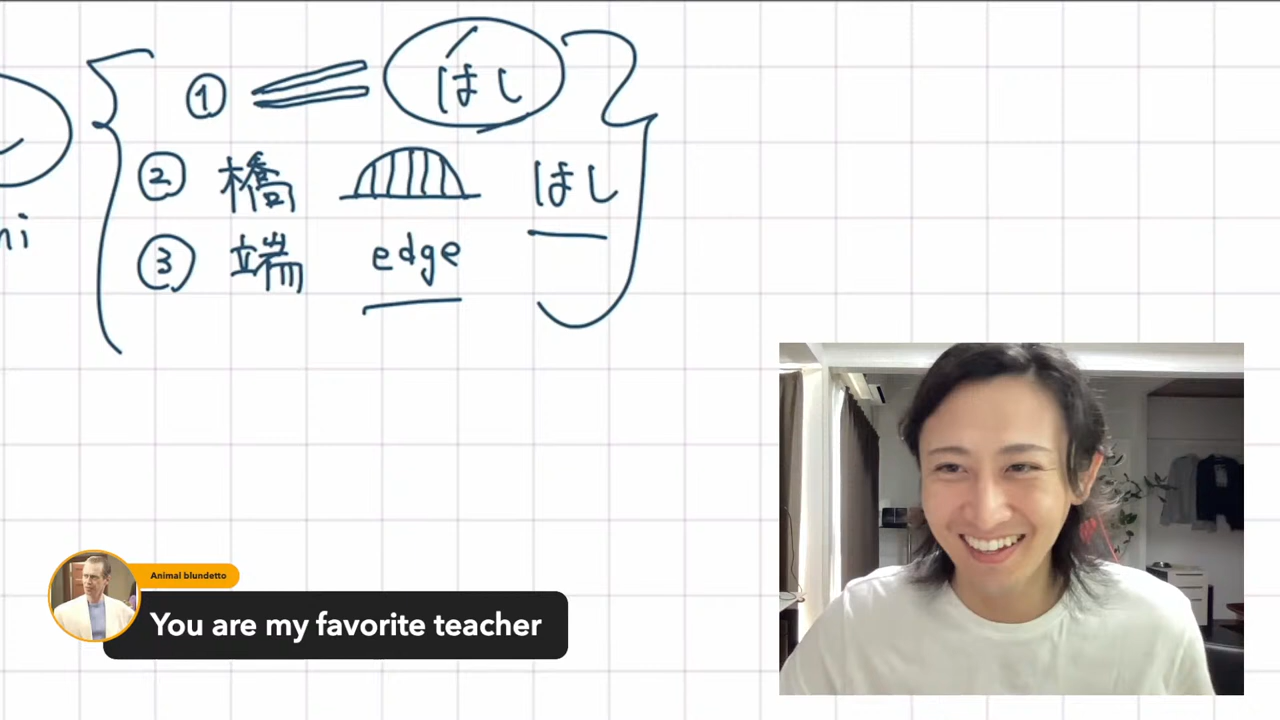 ① はし
② 橋 はし
③ 端 edge
ni
Animal blundetto
You are my favorite teacher